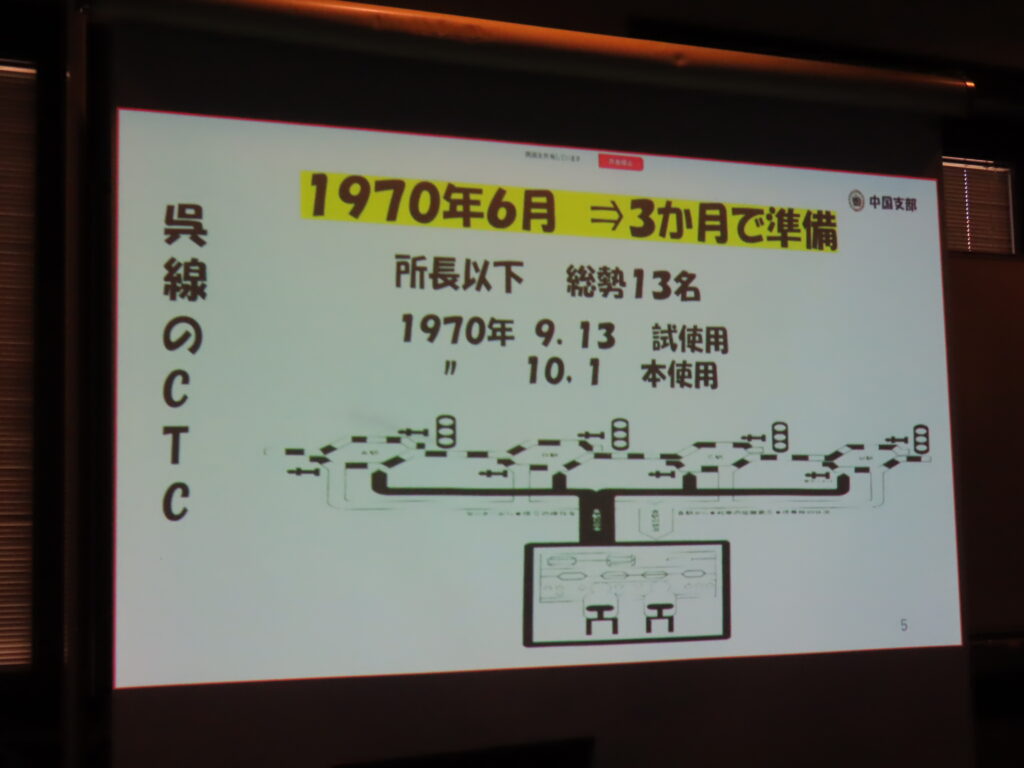 1970年6月 ⇒3か月で準備
中国支部
呉線のCTC
所長以下 総勢13名
1970年 9.13 試使用
〃 10.1 本使用
5